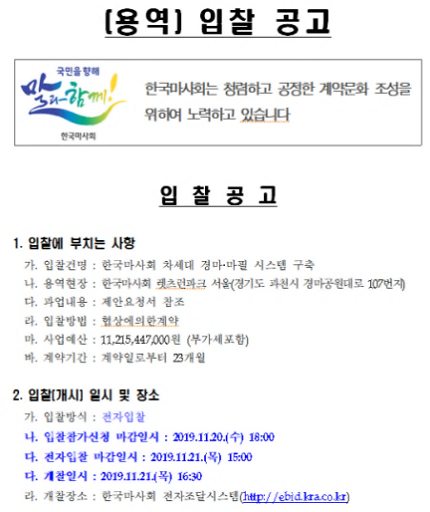 (용역) 입찰 공고
국민을 향해
말과 함께!
한국마사회
한국마사회는 청렴하고 공정한 계약문화 조성을
위하여 노력하고 있습니다
입 찰 공 고
1. 입찰에 부치는 사항
가. 입찰건명 : 한국마사회 차세대 경마·마필 시스템 구축
나. 용역현장 : 한국마사회 렛츠런파크 서울(경기도 과천시 경마공원대로 107번지)
다. 과업내용 : 제안요청서 참조
라. 입찰방법 : 협상에의한계약
마. 사업예산 : 11,215,447,000원 (부가세포함)
바. 계약기간 : 계약일로부터 23개월
2. 입찰(개시) 일시 및 장소
가. 입찰방식 : 전자입찰
나. 입찰참가신청 마감일시 : 2019.11.20.(수) 18:00
다. 전자입찰 마감일시 : 2019.11.21.(목) 15:00
다. 개찰일시 : 2019.11.21.(목) 16:30
라. 개찰장소 : 한국마사회 전자조달시스템(http://ebid.kra.co.kr)